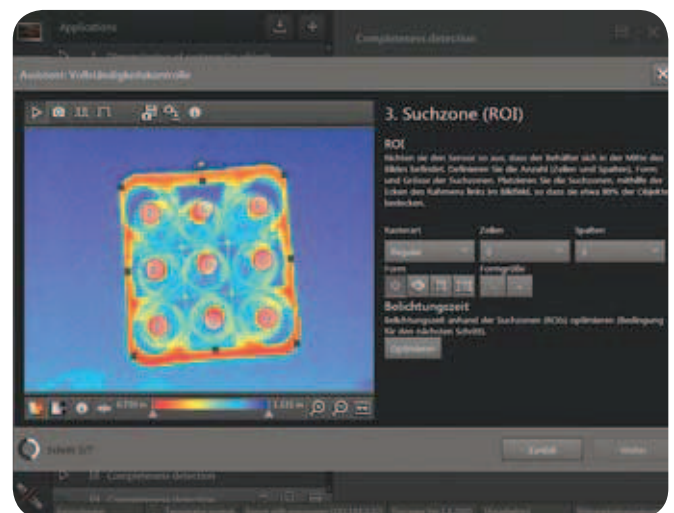 Applications
Completeness detection
Assistent: Vollständigkeitskontrolle
3. Suchzone (ROI)
ROI
Richten sie den Sensor so aus, dass der Behälter sich in der Mitte des
Bildes befindet. Definieren Sie die Anzahl (Zeilen und Spalten), Form
und Grösse der Suchzonen. Platzieren Sie die Suchzonen, mithilfe der
Ecken des Rahmens links im Bildfeld, so dass sie etwa 80% der Objekte
bedecken.
Rasterart Zeilen Spalten
Regulär
Form Formgröße
Belichtungszeit
Belichtungszeit anhand der Suchzonen (ROIs) optimieren (Bedingung
für den nächsten Schritt).
Optimieren
Schritt 3/7
Zurück Weiter
Completeness detection
Completeness detection